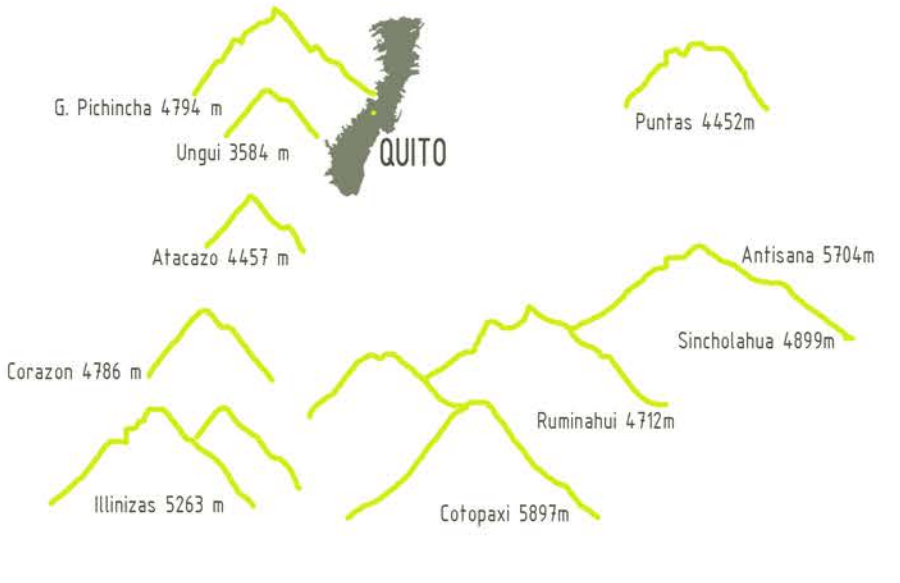 G. Pichincha 4794 m
Puntas 4452m
Ungui 3584 m
QUITO
Atacazo 4457 m
Antisana 5704m
Sincholahua 4899m
Corazon 4786 m
Ruminahui 4712m
Illinizas 5263 m
Cotopaxi 5897m